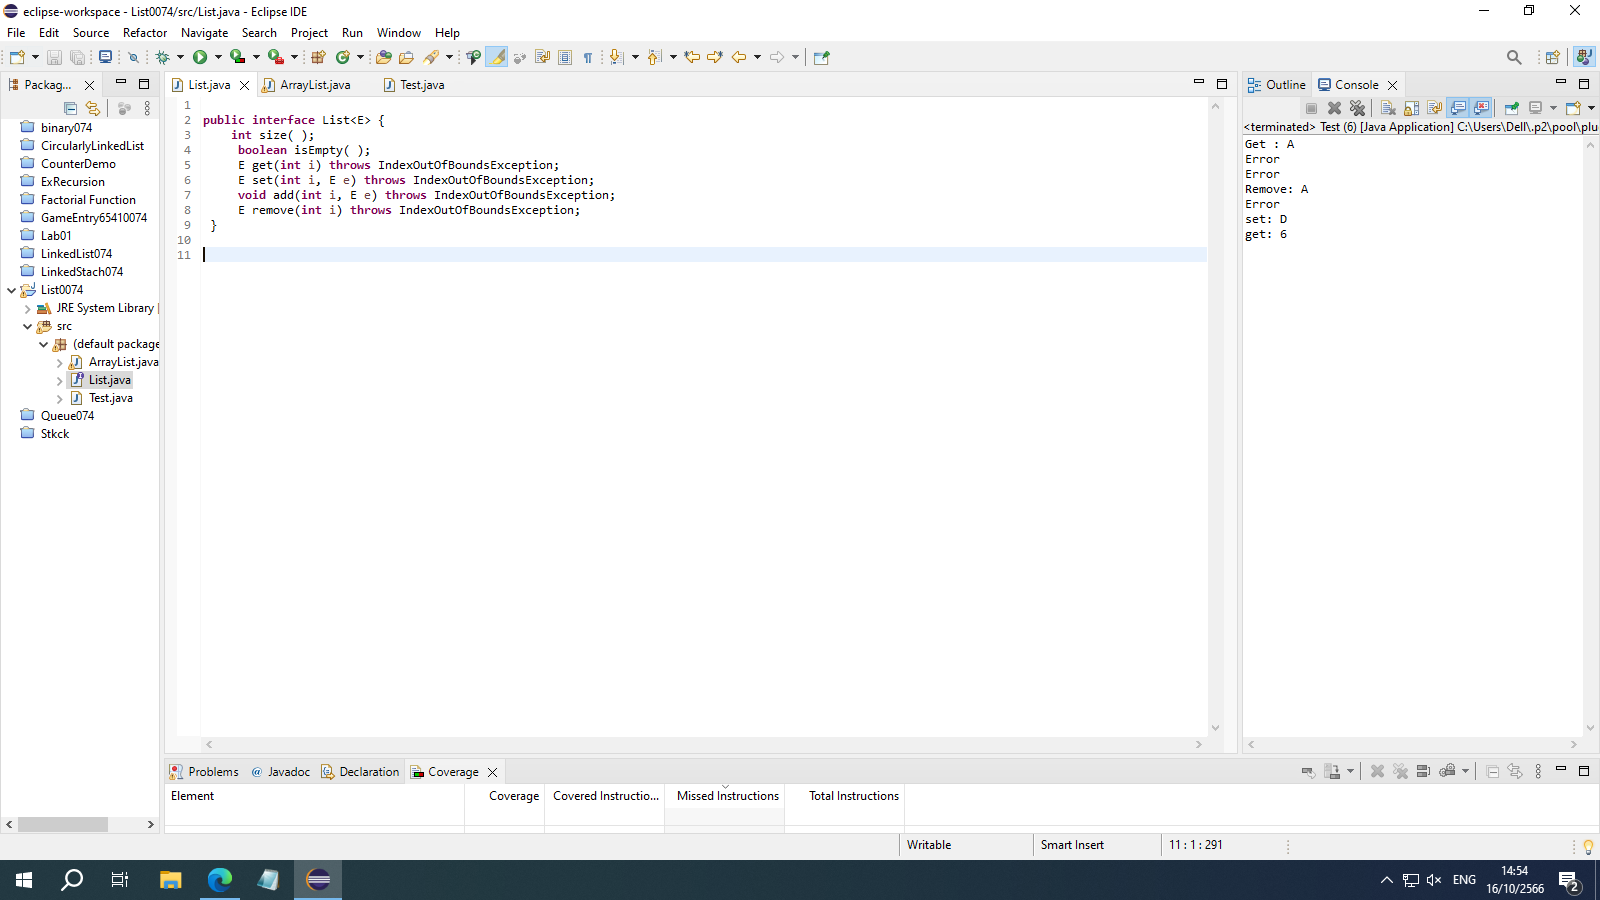 eclipse-workspace - List0074/src/List.java - Eclipse IDE
File Edit Source Refactor Navigate Search Project Run Window Help
Packag...
binary074
CircularlyLinkedList
CounterDemo
ExRecursion
Factorial Function
GameEntry65410074
Lab01
LinkedList074
LinkedStach074
List0074
JRE System Library
src
(default package
ArrayList.java
List.java
Test.java
Queue074
Stkck
List.java ArrayList.java Test.java
1
2 public interface List<E> {
3 int size( );
4 boolean isEmpty( );
5 E get(int i) throws IndexOutOfBoundsException;
6 E set(int i, E e) throws IndexOutOfBoundsException;
7 void add(int i, E e) throws IndexOutOfBoundsException;
8 E remove(int i) throws IndexOutOfBoundsException;
9 }
10
11
Outline Console
<terminated> Test (6) [Java Application] C:\Users\Dell\.p2\pool\plu
Get : A
Error
Error
Remove: A
Error
set: D
get: 6
Problems @ Javadoc Declaration Coverage
Element Coverage Covered Instructio... Missed Instructions Total Instructions
Writable Smart Insert 11 : 1 : 291
ENG
14:54
16/10/2566
2